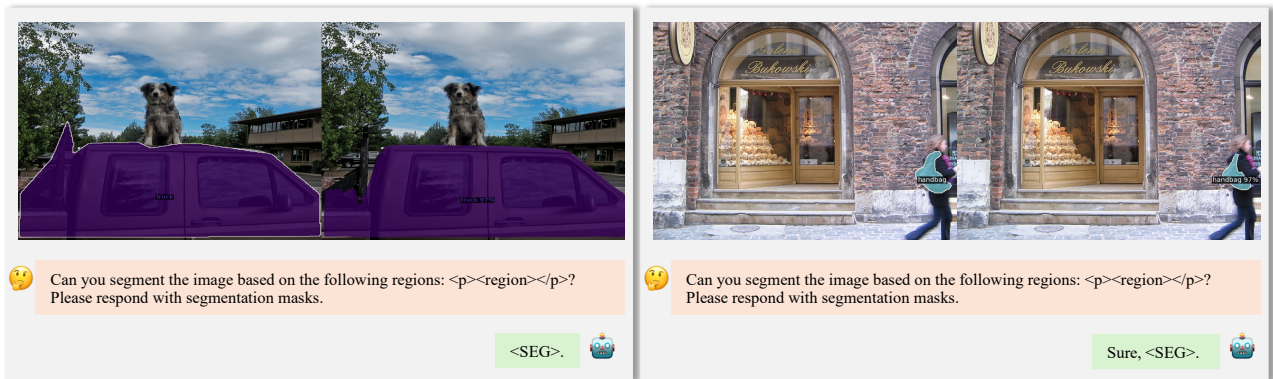 truck
truck 97%
Can you segment the image based on the following regions: <p><region></p>?
Please respond with segmentation masks.
<SEG>.
Bukowski
Bukowski
handbag
handbag 97%
Can you segment the image based on the following regions: <p><region></p>?
Please respond with segmentation masks.
Sure, <SEG>.